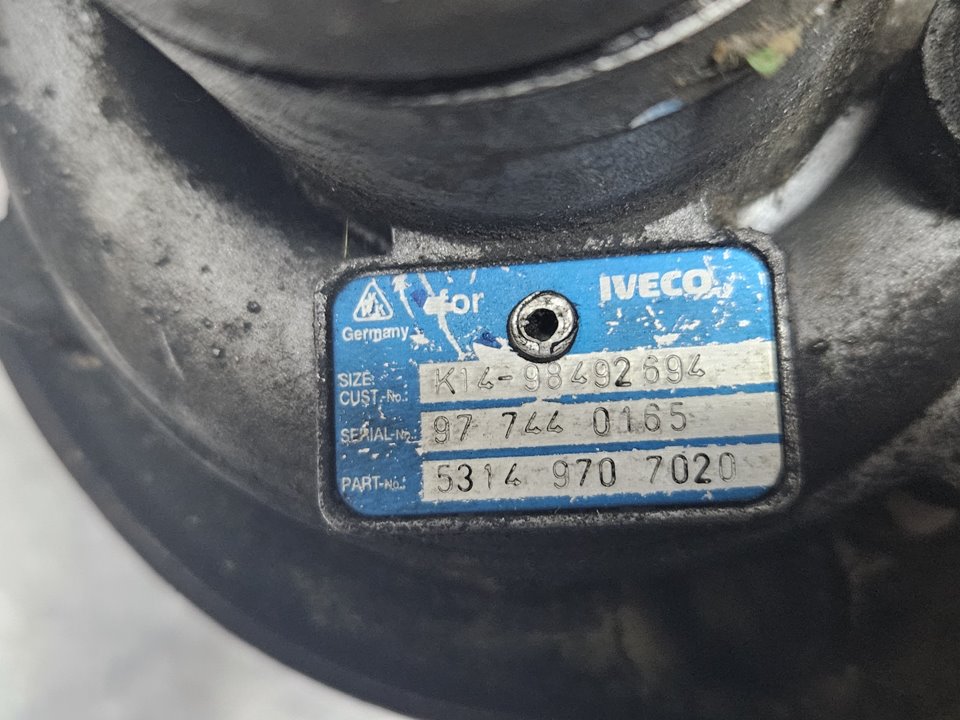 for IVECO
Germany
SIZE: K14-98492694
CUST.-No.:
SERIAL-No.: 97 744 0165
PART-No.: 5314 970 7020